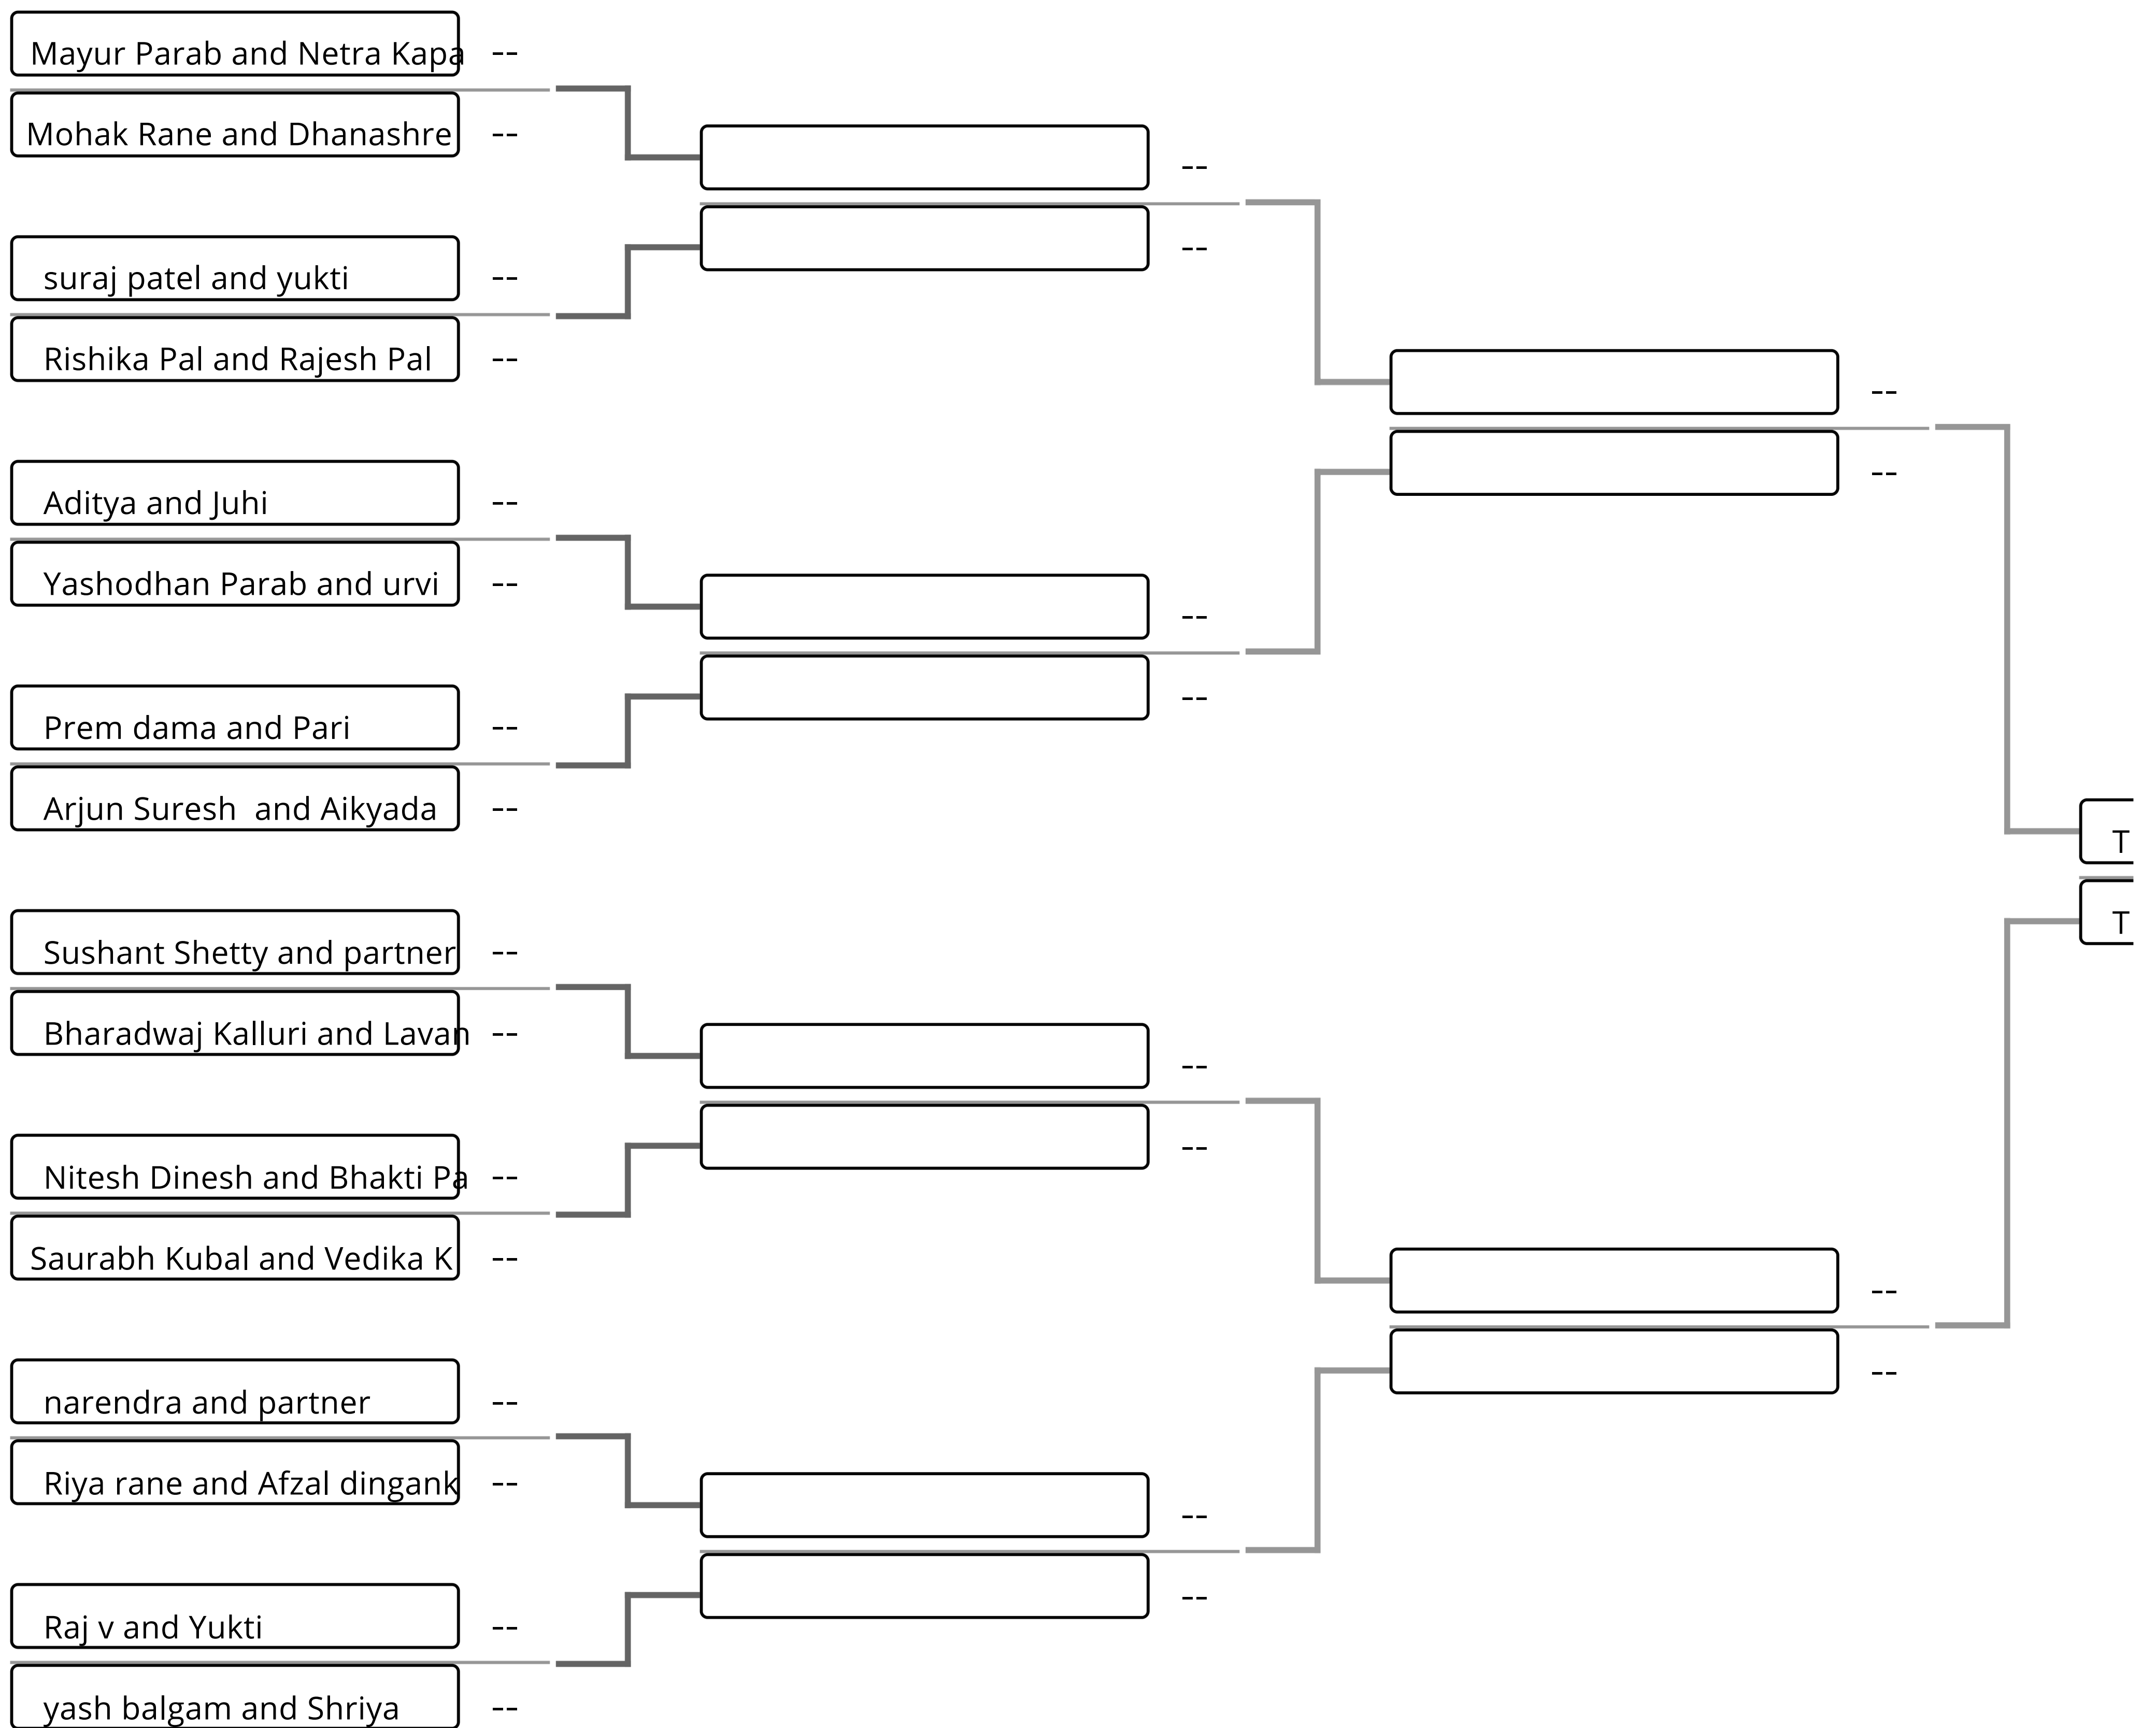 Mayur Parab and Netra Kapa --
Mohak Rane and Dhanashre --
--
--
suraj patel and yukti --
Rishika Pal and Rajesh Pal --
--
--
Aditya and Juhi --
Yashodhan Parab and urvi --
--
--
Prem dama and Pari --
Arjun Suresh  and Aikyada --
T
T
Sushant Shetty and partner --
Bharadwaj Kalluri and Lavan --
--
--
Nitesh Dinesh and Bhakti Pa --
Saurabh Kubal and Vedika K --
--
--
narendra and partner --
Riya rane and Afzal dingank --
--
--
Raj v and Yukti --
yash balgam and Shriya --